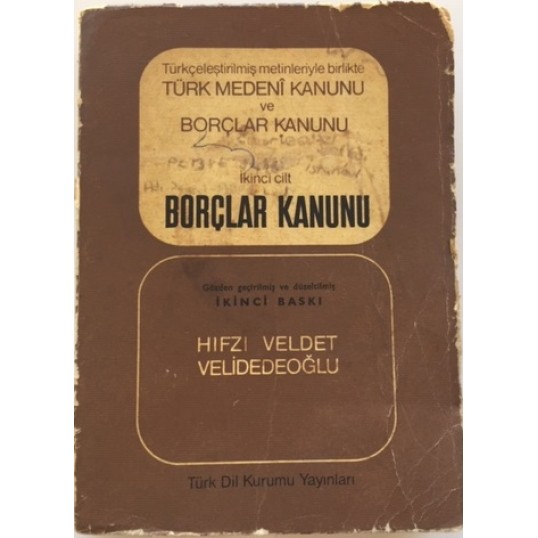 Türkçeleştirilmiş metinleriyle birlikte
TÜRK MEDENÎ KANUNU
ve
BORÇLAR KANUNU
İkinci cilt
BORÇLAR KANUNU
Gözden geçirilmiş ve düzeltilmiş
İKİNCİ BASKI
HIFZI VELDET
VELİDEDEOĞLU
Türk Dil Kurumu Yayınları